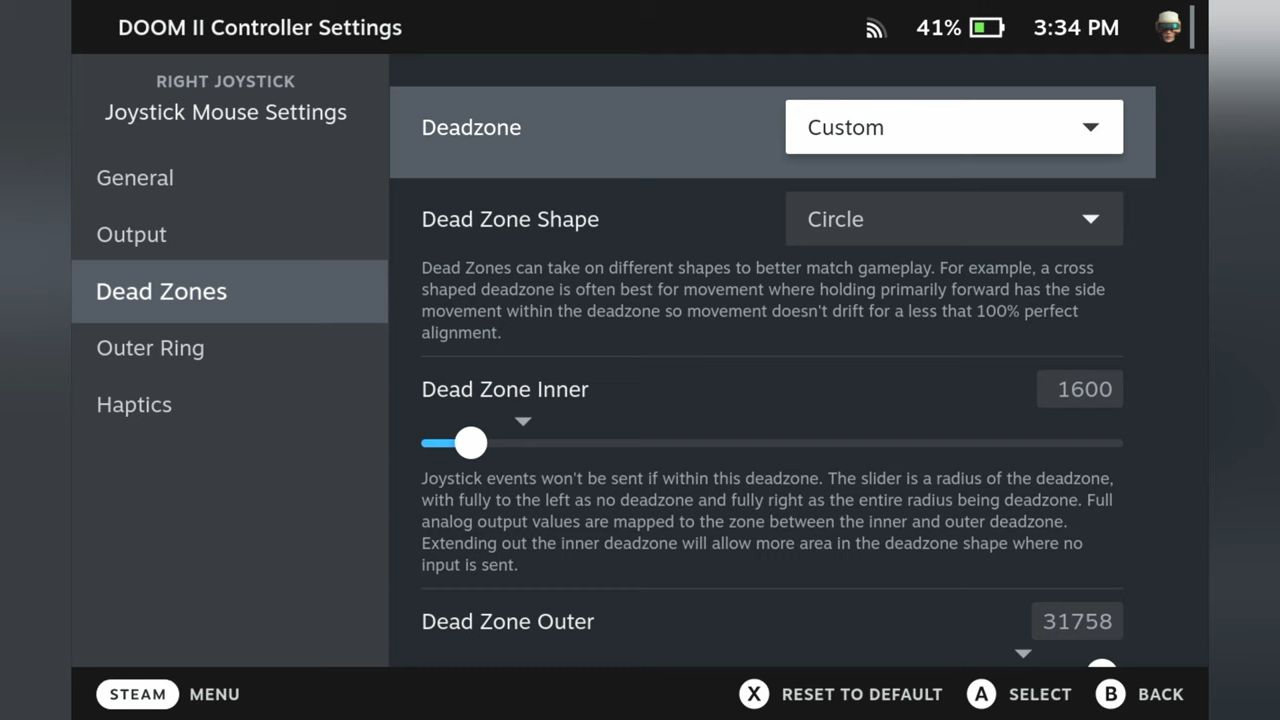 DOOM II Controller Settings
41%
3:34 PM
RIGHT JOYSTICK
Joystick Mouse Settings
General
Output
Dead Zones
Outer Ring
Haptics
Deadzone
Custom
Dead Zone Shape
Circle
Dead Zones can take on different shapes to better match gameplay. For example, a cross
shaped deadzone is often best for movement where holding primarily forward has the side
movement within the deadzone so movement doesn't drift for a less that 100% perfect
alignment.
Dead Zone Inner
1600
Joystick events won't be sent if within this deadzone. The slider is a radius of the deadzone,
with fully to the left as no deadzone and fully right as the entire radius being deadzone. Full
analog output values are mapped to the zone between the inner and outer deadzone.
Extending out the inner deadzone will allow more area in the deadzone shape where no
input is sent.
Dead Zone Outer
31758
STEAM
MENU
X
RESET TO DEFAULT
A
SELECT
B
BACK